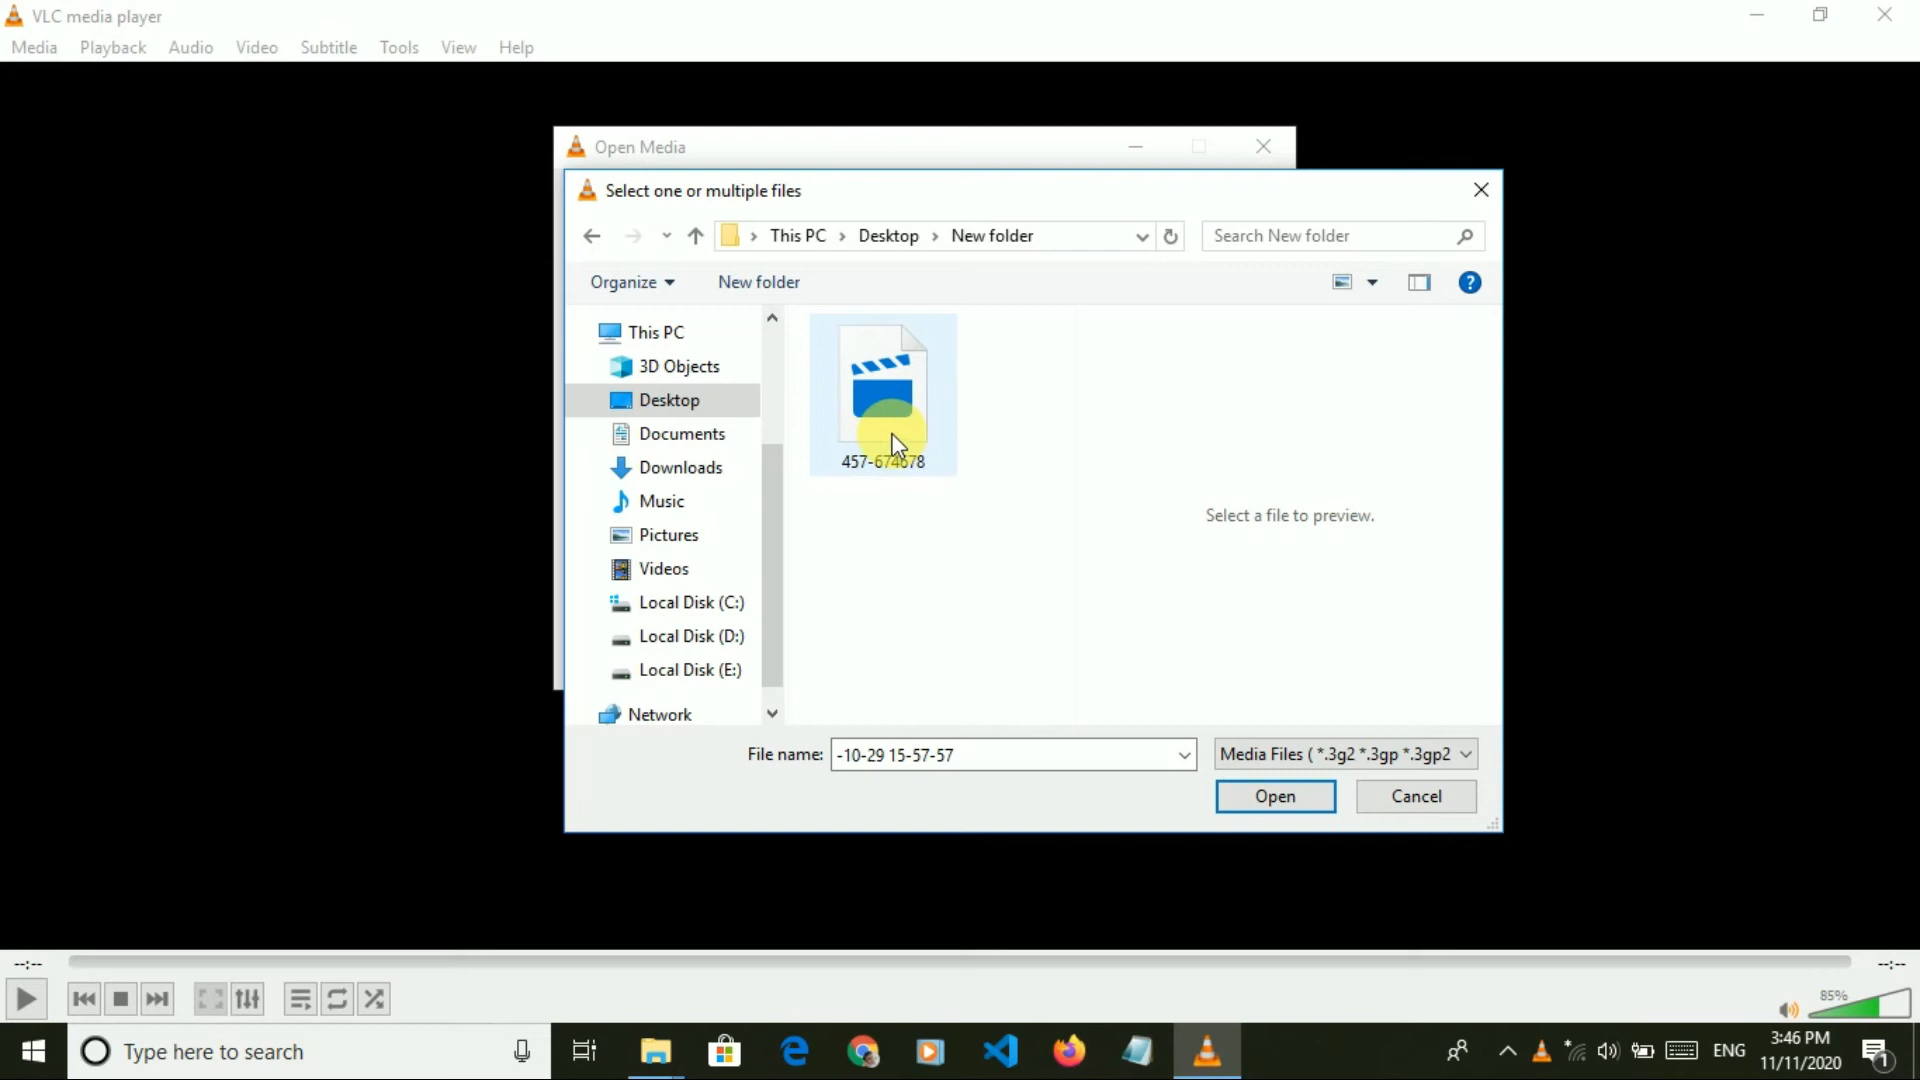 VLC media player
Media Playback Audio Video Subtitle Tools View Help
Open Media
Select one or multiple files
This PC Desktop New folder
Search New folder
Organize New folder
This PC
3D Objects
Desktop
Documents
Downloads
Music
Pictures
Videos
Local Disk (C:)
Local Disk (D:)
Local Disk (E:)
Network
457-674678
Select a file to preview.
File name: -10-29 15-57-57
Media Files ( *.3g2 *.3gp *.3gp2
Open Cancel
--:-- --:--
85%
Type here to search
ENG
3:46 PM
11/11/2020
1